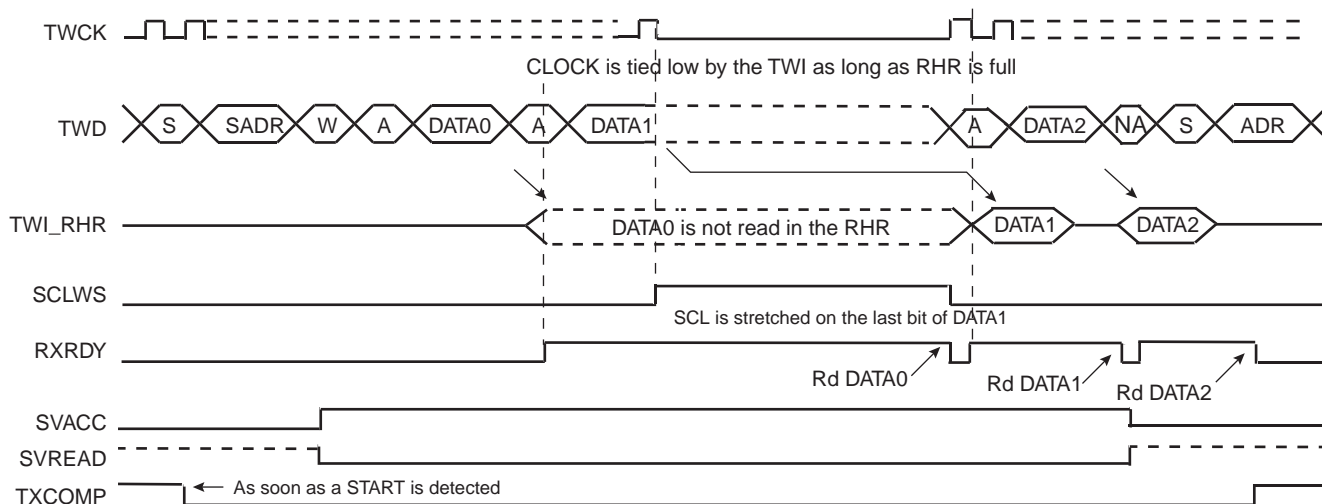 TWCK
CLOCK is tied low by the TWI as long as RHR is full
TWD S SADR W A DATA0 A DATA1 A DATA2 NA S ADR
TWI_RHR DATA0 is not read in the RHR DATA1 DATA2
SCLWS
SCL is stretched on the last bit of DATA1
RXRDY
Rd DATA0 Rd DATA1 Rd DATA2
SVACC
SVREAD
As soon as a START is detected
TXCOMP